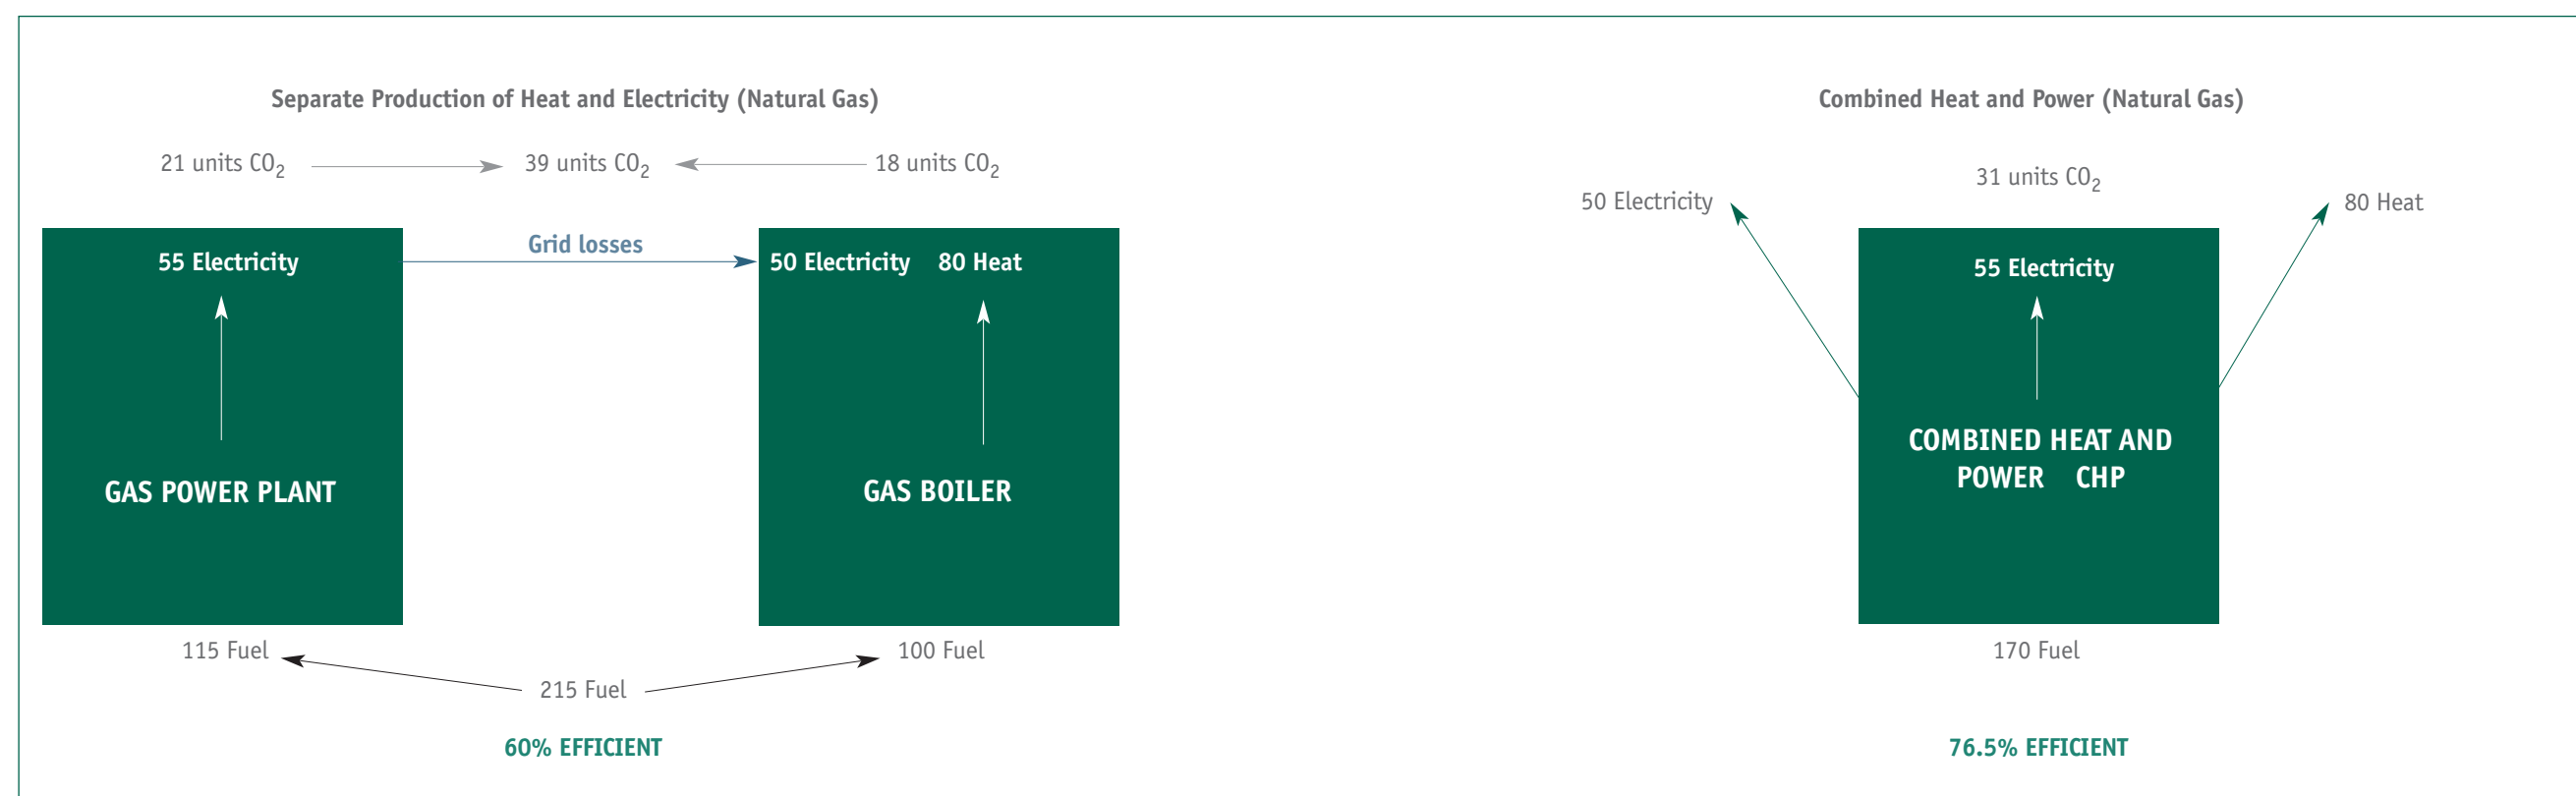 Separate Production of Heat and Electricity (Natural Gas)
21 units CO₂
39 units CO₂
18 units CO₂
55 Electricity
Grid losses
50 Electricity
80 Heat
GAS POWER PLANT
GAS BOILER
115 Fuel
215 Fuel
100 Fuel
60% EFFICIENT
Combined Heat and Power (Natural Gas)
31 units CO₂
50 Electricity
80 Heat
55 Electricity
COMBINED HEAT AND
POWER CHP
170 Fuel
76.5% EFFICIENT